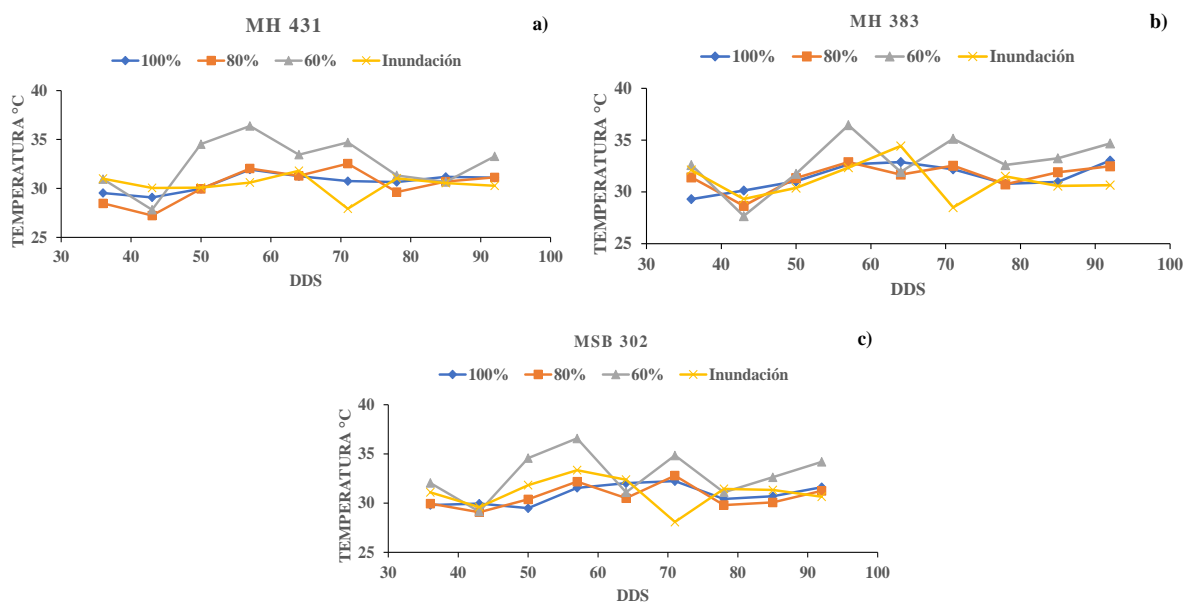 MH 431
a)
100% 80% 60% Inundación
TEMPERATURA °C
40
35
30
25
30 40 50 60 70 80 90 100
DDS
MH 383
b)
100% 80% 60% Inundación
TEMPERATURA °C
40
35
30
25
30 40 50 60 70 80 90 100
DDS
MSB 302
c)
100% 80% 60% Inundación
TEMPERATURA °C
40
35
30
25
30 40 50 60 70 80 90 100
DDS